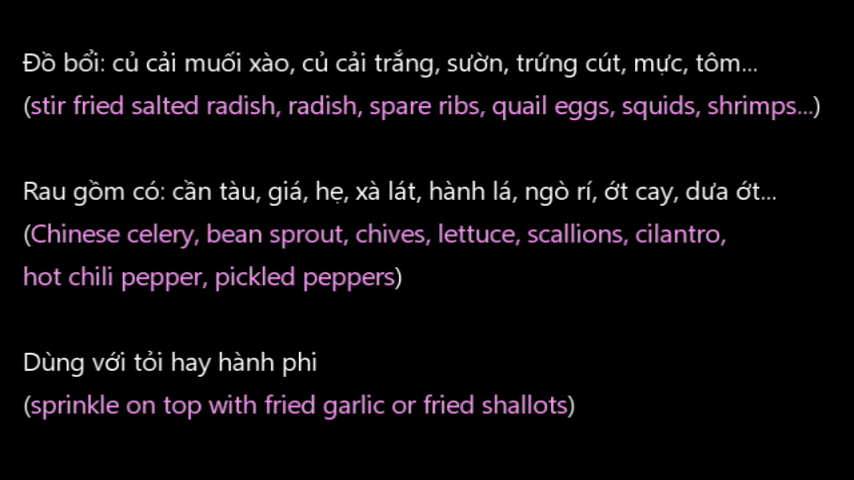 Đồ bổi: củ cải muối xào, củ cải trắng, sườn, trứng cút, mực, tôm...
(stir fried salted radish, radish, spare ribs, quail eggs, squids, shrimps...)
Rau gồm có: cần tàu, giá, hẹ, xà lát, hành lá, ngò rí, ớt cay, dưa ớt...
(Chinese celery, bean sprout, chives, lettuce, scallions, cilantro,
hot chili pepper, pickled peppers)
Dùng với tỏi hay hành phi
(sprinkle on top with fried garlic or fried shallots)